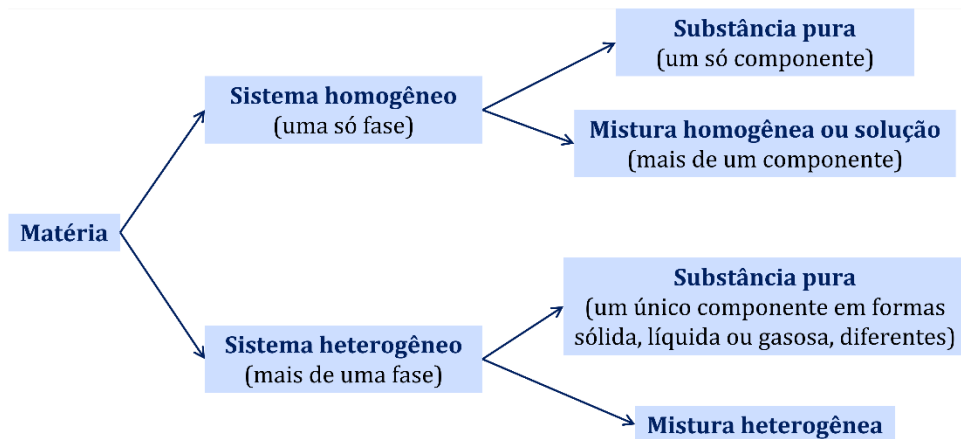 Substância pura
(um só componente)
Sistema homogêneo
(uma só fase)
Mistura homogênea ou solução
(mais de um componente)
Matéria
Substância pura
(um único componente em formas
sólida, líquida ou gasosa, diferentes)
Sistema heterogêneo
(mais de uma fase)
Mistura heterogênea